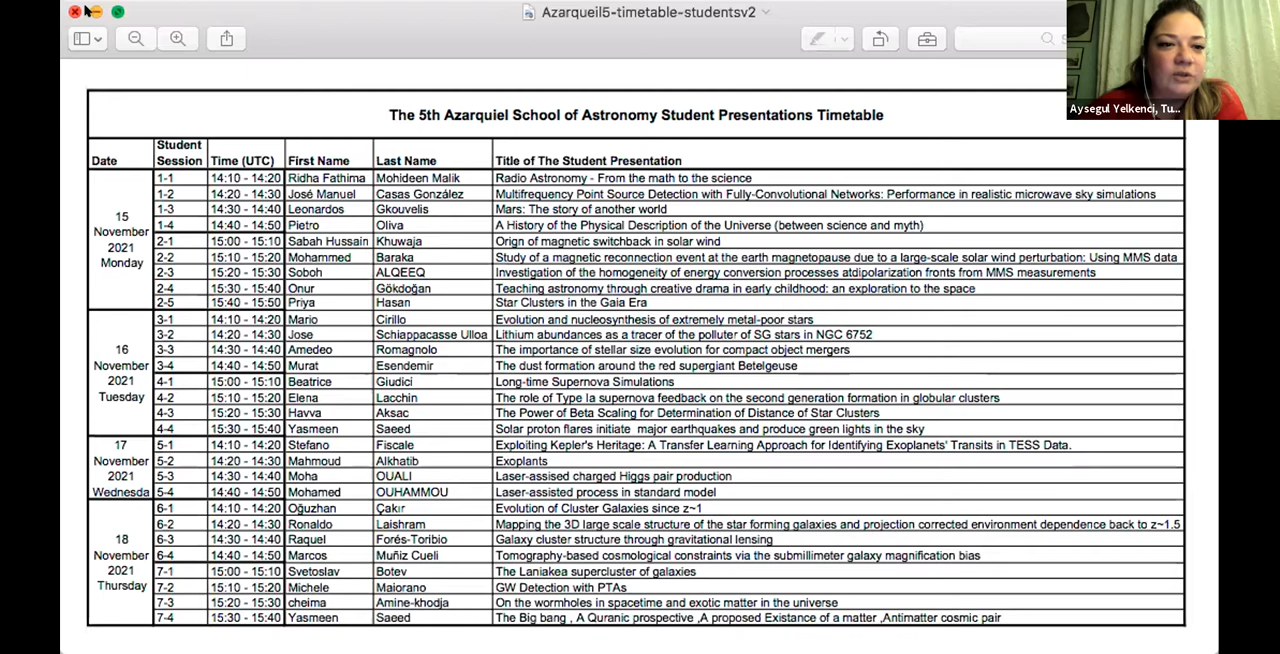 Azarqueil5-timetable-studentsv2
Aysegul Yelkenci, Tu...
The 5th Azarquiel School of Astronomy Student Presentations Timetable
Date Student Session Time (UTC) First Name Last Name Title of The Student Presentation
15 November 2021 Monday
1-1 14:10 - 14:20 Ridha Fathima Mohideen Malik Radio Astronomy - From the math to the science
1-2 14:20 - 14:30 José Manuel Casas González Multifrequency Point Source Detection with Fully-Convolutional Networks: Performance in realistic microwave sky simulations
1-3 14:30 - 14:40 Leonardos Gkouvelis Mars: The story of another world
1-4 14:40 - 14:50 Pietro Oliva A History of the Physical Description of the Universe (between science and myth)
2-1 15:00 - 15:10 Sabah Hussain Khuwaja Orign of magnetic switchback in solar wind
2-2 15:10 - 15:20 Mohammed Baraka Study of a magnetic reconnection event at the earth magnetopause due to a large-scale solar wind perturbation: Using MMS data
2-3 15:20 - 15:30 Soboh ALQEEQ Investigation of the homogeneity of energy conversion processes atdipolarization fronts from MMS measurements
2-4 15:30 - 15:40 Onur Gökdoğan Teaching astronomy through creative drama in early childhood: an exploration to the space
2-5 15:40 - 15:50 Priya Hasan Star Clusters in the Gaia Era
16 November 2021 Tuesday
3-1 14:10 - 14:20 Mario Cirillo Evolution and nucleosynthesis of extremely metal-poor stars
3-2 14:20 - 14:30 Jose Schiappacasse Ulloa Lithium abundances as a tracer of the polluter of SG stars in NGC 6752
3-3 14:30 - 14:40 Amedeo Romagnolo The importance of stellar size evolution for compact object mergers
3-4 14:40 - 14:50 Murat Esendemir The dust formation around the red supergiant Betelgeuse
4-1 15:00 - 15:10 Beatrice Giudici Long-time Supernova Simulations
4-2 15:10 - 15:20 Elena Lacchin The role of Type Ia supernova feedback on the second generation formation in globular clusters
4-3 15:20 - 15:30 Havva Aksac The Power of Beta Scaling for Determination of Distance of Star Clusters
4-4 15:30 - 15:40 Yasmeen Saeed Solar proton flares initiate major earthquakes and produce green lights in the sky
17 November 2021 Wednesda
5-1 14:10 - 14:20 Stefano Fiscale Exploiting Kepler's Heritage: A Transfer Learning Approach for Identifying Exoplanets' Transits in TESS Data.
5-2 14:20 - 14:30 Mahmoud Alkhatib Exoplants
5-3 14:30 - 14:40 Moha OUALI Laser-assised charged Higgs pair production
5-4 14:40 - 14:50 Mohamed OUHAMMOU Laser-assisted process in standard model
18 November 2021 Thursday
6-1 14:10 - 14:20 Oğuzhan Çakır Evolution of Cluster Galaxies since z~1
6-2 14:20 - 14:30 Ronaldo Laishram Mapping the 3D large scale structure of the star forming galaxies and projection corrected environment dependence back to z~1.5
6-3 14:30 - 14:40 Raquel Forés-Toribio Galaxy cluster structure through gravitational lensing
6-4 14:40 - 14:50 Marcos Muñiz Cueli Tomography-based cosmological constraints via the submillimeter galaxy magnification bias
7-1 15:00 - 15:10 Svetoslav Botev The Laniakea supercluster of galaxies
7-2 15:10 - 15:20 Michele Maiorano GW Detection with PTAs
7-3 15:20 - 15:30 cheima Amine-khodja On the wormholes in spacetime and exotic matter in the universe
7-4 15:30 - 15:40 Yasmeen Saeed The Big bang , A Quranic prospective ,A proposed Existance of a matter ,Antimatter cosmic pair